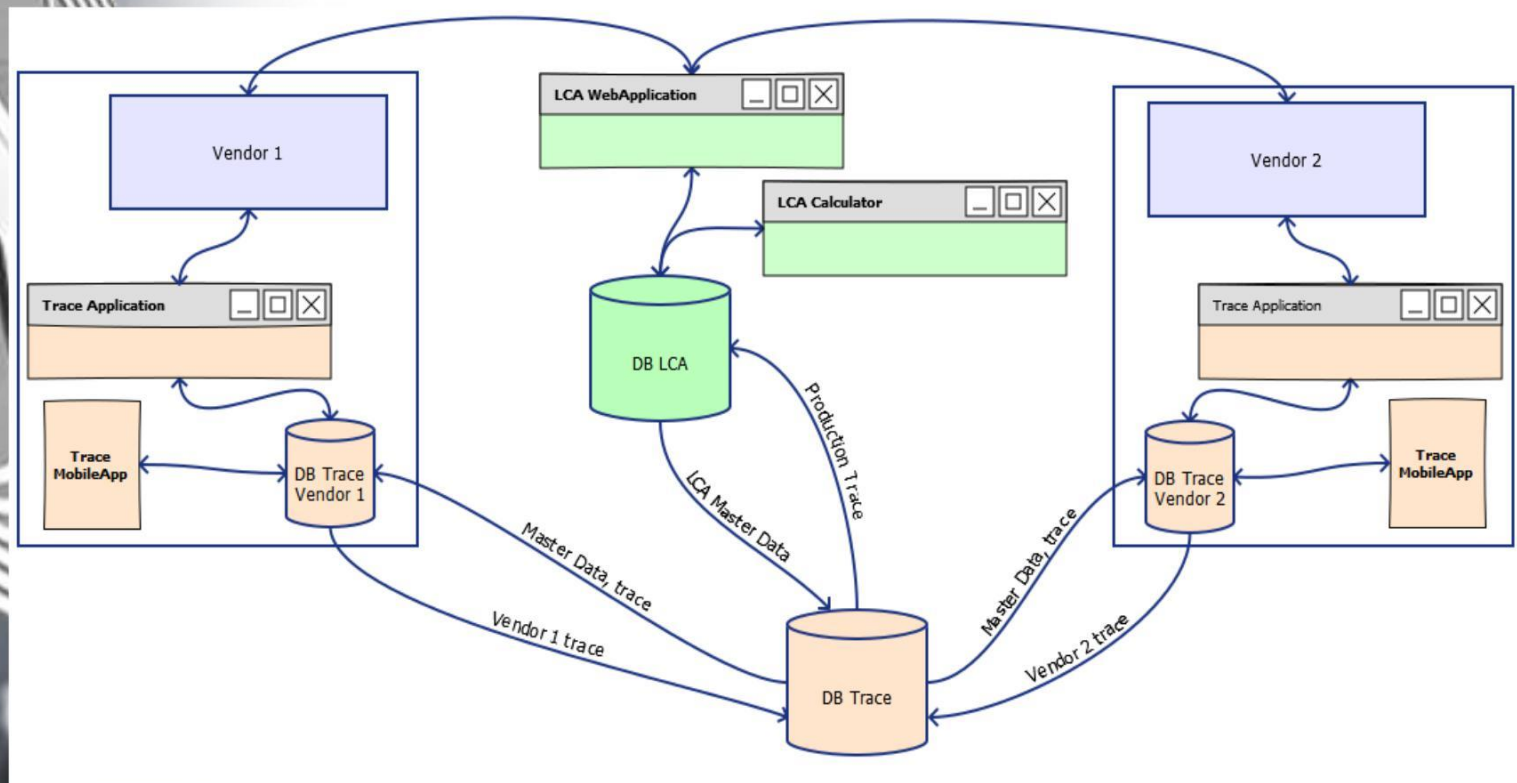 LCA WebApplication
Vendor 1
Vendor 2
LCA Calculator
Trace Application
Trace Application
DB LCA
Production Trace
Trace
MobileApp
DB Trace
Vendor 1
LCA Master Data
DB Trace
Vendor 2
Trace
MobileApp
Master Data, trace
Master Data, trace
Vendor 1 trace
Vendor 2 trace
DB Trace